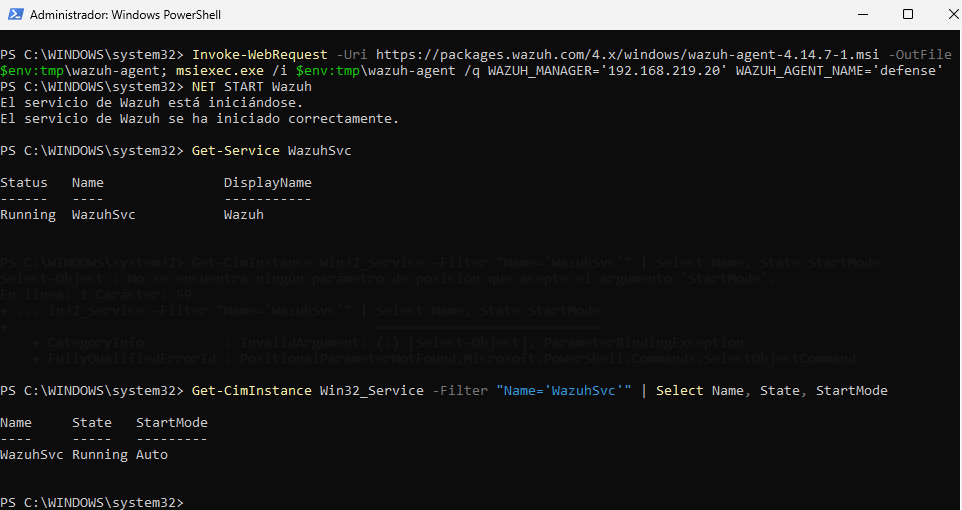 Administrador: Windows PowerShell
PS C:\WINDOWS\system32> Invoke-WebRequest -Uri https://packages.wazuh.com/4.x/windows/wazuh-agent-4.14.7-1.msi -OutFile
$env:tmp\wazuh-agent; msiexec.exe /i $env:tmp\wazuh-agent /q WAZUH_MANAGER='192.168.219.20' WAZUH_AGENT_NAME='defense'
PS C:\WINDOWS\system32> NET START Wazuh
El servicio de Wazuh está iniciándose.
El servicio de Wazuh se ha iniciado correctamente.
PS C:\WINDOWS\system32> Get-Service WazuhSvc
Status   Name               DisplayName
------   ----               -----------
Running  WazuhSvc           Wazuh
PS C:\WINDOWS\system32> Get-CimInstance Win32_Service -Filter "Name='WazuhSvc'" | Select Name, State StartMode
Select-Object : No se encuentra ningún parámetro de posición que acepte el argumento 'StartMode'.
En línea: 1 Carácter: 59
+ ... in32_Service -Filter "Name='WazuhSvc'" | Select Name, State StartMode
+                                              ~~~~~~~~~~~~~~~~~~~~~~~~~~~~
    + CategoryInfo          : InvalidArgument: (:) [Select-Object], ParameterBindingException
    + FullyQualifiedErrorId : PositionalParameterNotFound,Microsoft.PowerShell.Commands.SelectObjectCommand
PS C:\WINDOWS\system32> Get-CimInstance Win32_Service -Filter "Name='WazuhSvc'" | Select Name, State, StartMode
Name     State   StartMode
----     -----   ---------
WazuhSvc Running Auto
PS C:\WINDOWS\system32>